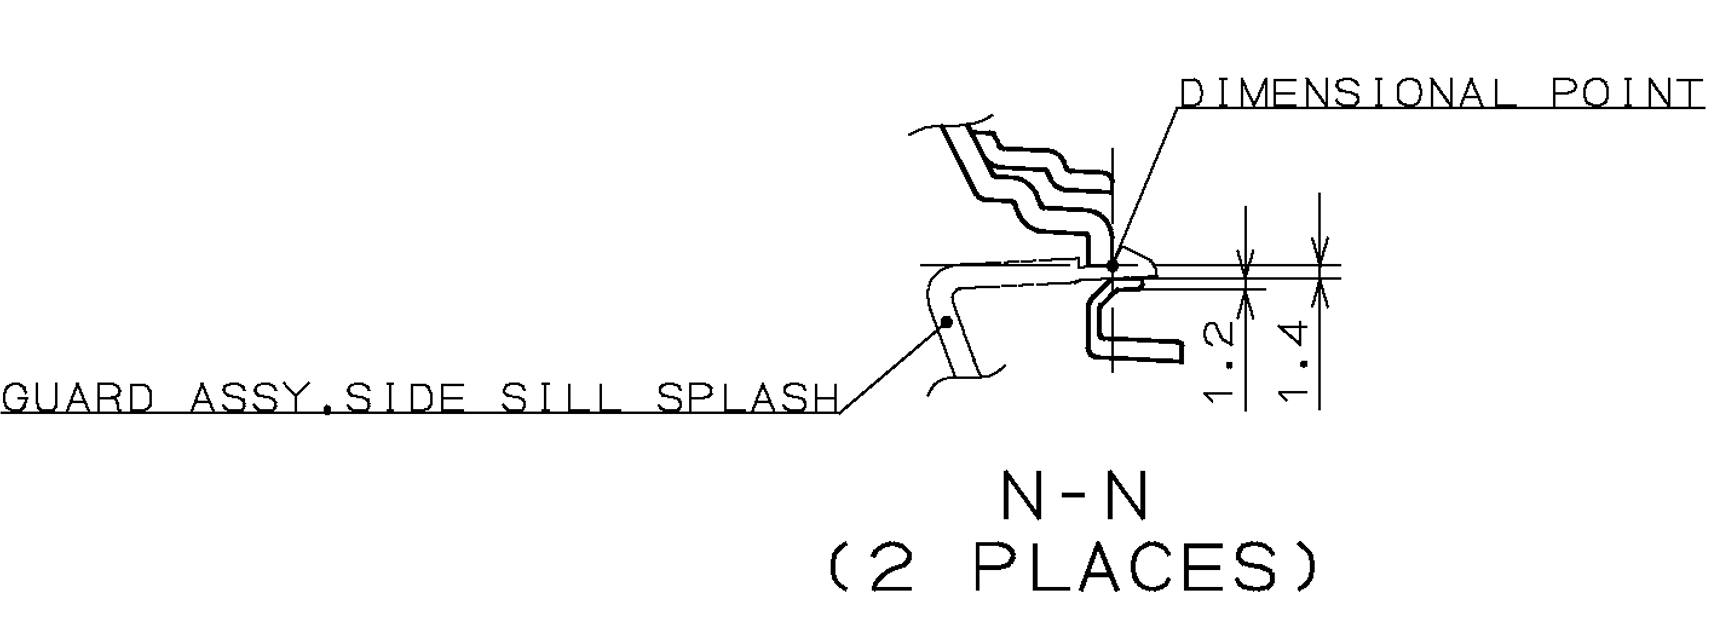 DIMENSIONAL POINT
1.2
1.4
GUARD ASSY.SIDE SILL SPLASH
N-N
(2 PLACES)